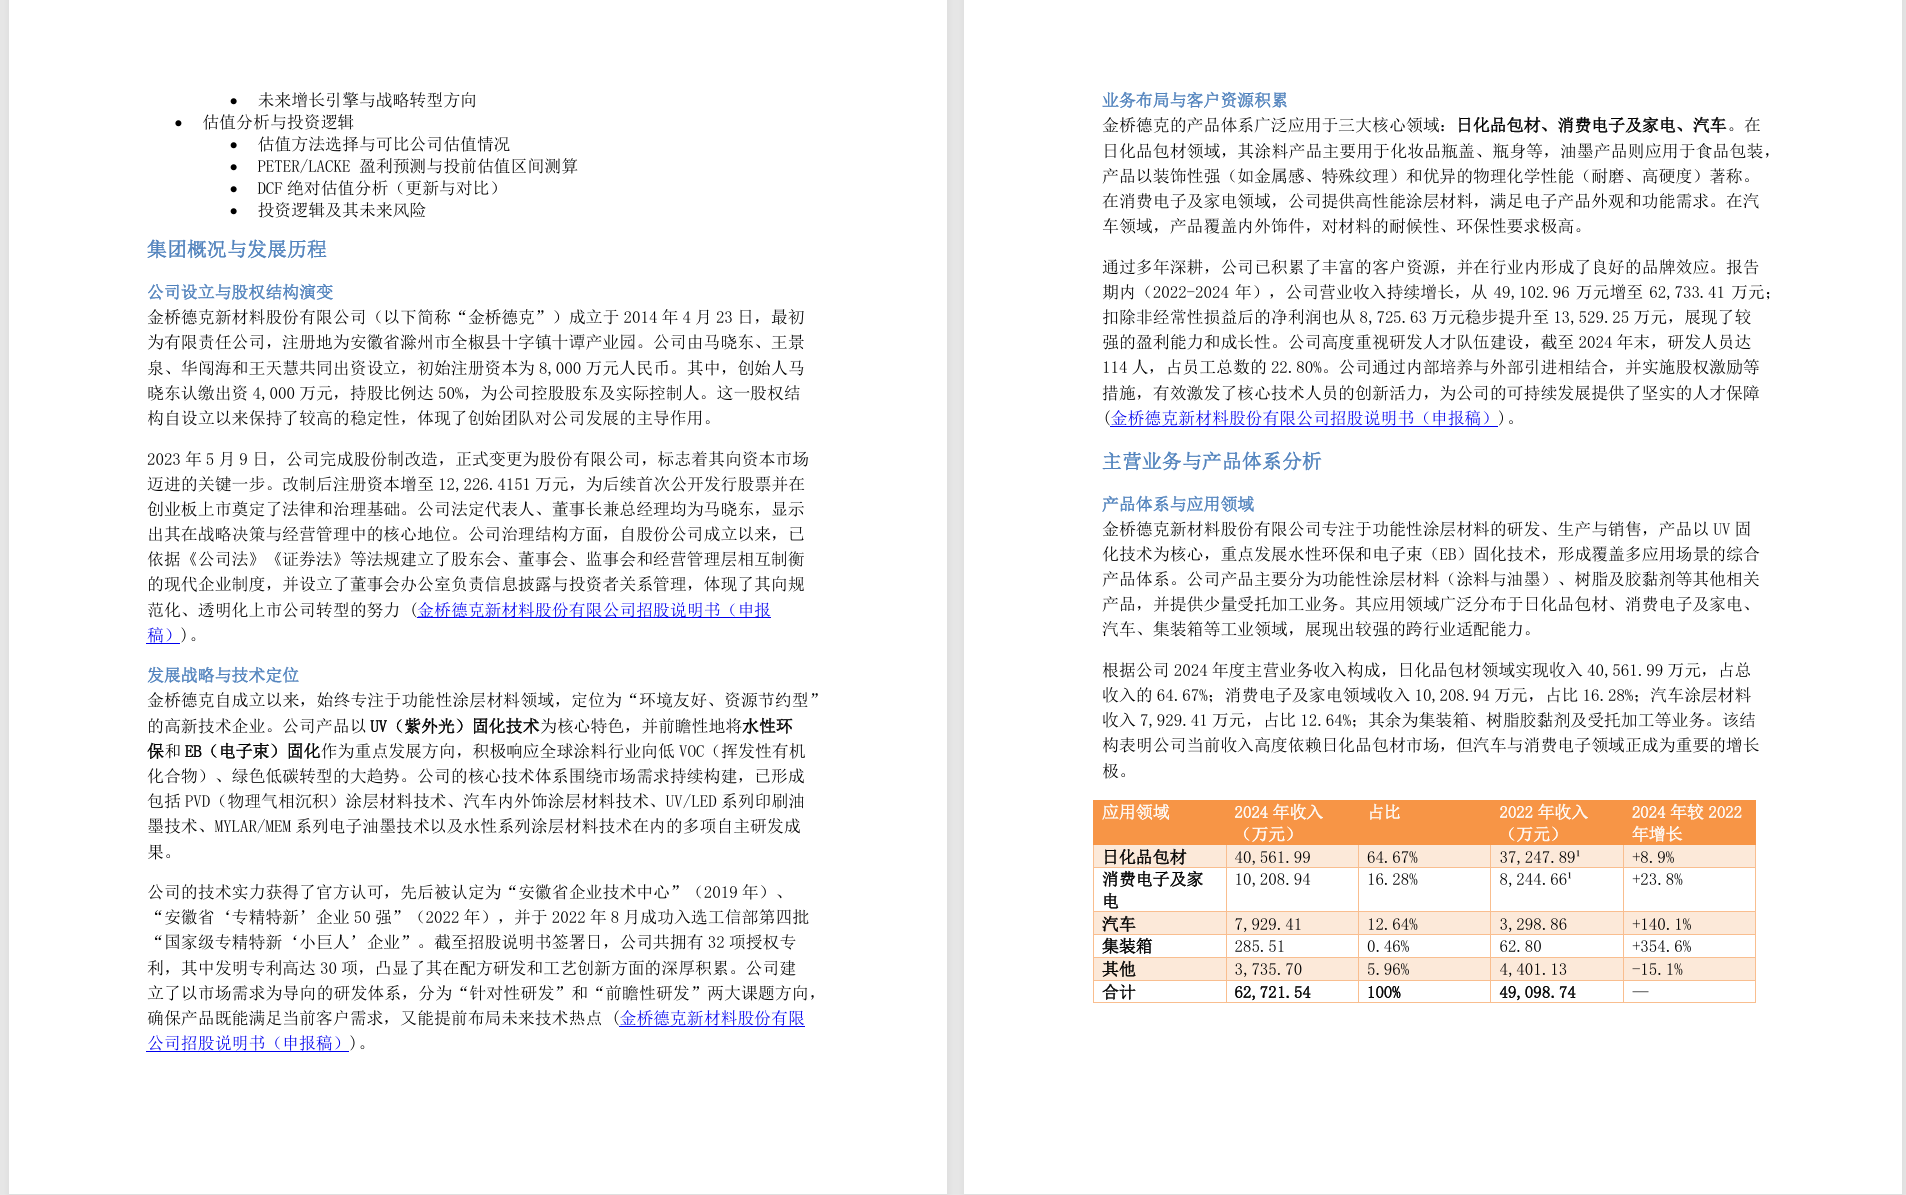 • 未来增长引擎与战略转型方向
• 估值分析与投资逻辑
• 估值方法选择与可比公司估值情况
• PETER/LACKE 盈利预测与投前估值区间测算
• DCF 绝对估值分析（更新与对比）
• 投资逻辑及其未来风险
集团概况与发展历程
公司设立与股权结构演变
金桥德克新材料股份有限公司（以下简称“金桥德克”）成立于 2014 年 4 月 23 日，最初
为有限责任公司，注册地为安徽省滁州市全椒县十字镇十谭产业园。公司由马晓东、王景
泉、华闯海和王天慧共同出资设立，初始注册资本为 8,000 万元人民币。其中，创始人马
晓东认缴出资 4,000 万元，持股比例达 50%，为公司控股股东及实际控制人。这一股权结
构自设立以来保持了较高的稳定性，体现了创始团队对公司发展的主导作用。
2023 年 5 月 9 日，公司完成股份制改造，正式变更为股份有限公司，标志着其向资本市场
迈进的关键一步。改制后注册资本增至 12,226.4151 万元，为后续首次公开发行股票并在
创业板上市奠定了法律和治理基础。公司法定代表人、董事长兼总经理均为马晓东，显示
出其在战略决策与经营管理中的核心地位。公司治理结构方面，自股份公司成立以来，已
依据《公司法》《证券法》等法规建立了股东会、董事会、监事会和经营管理层相互制衡
的现代企业制度，并设立了董事会办公室负责信息披露与投资者关系管理，体现了其向规
范化、透明化上市公司转型的努力 (金桥德克新材料股份有限公司招股说明书（申报
稿）)。
发展战略与技术定位
金桥德克自成立以来，始终专注于功能性涂层材料领域，定位为“环境友好、资源节约型”
的高新技术企业。公司产品以 UV（紫外光）固化技术为核心特色，并前瞻性地将水性环
保和 EB（电子束）固化作为重点发展方向，积极响应全球涂料行业向低 VOC（挥发性有机
化合物）、绿色低碳转型的大趋势。公司的核心技术体系围绕市场需求持续构建，已形成
包括 PVD（物理气相沉积）涂层材料技术、汽车内外饰涂层材料技术、UV/LED 系列印刷油
墨技术、MYLAR/MEM 系列电子油墨技术以及水性系列涂层材料技术在内的多项自主研发成
果。
公司的技术实力获得了官方认可，先后被认定为“安徽省企业技术中心”（2019 年）、
“安徽省‘专精特新’企业 50 强”（2022 年），并于 2022 年 8 月成功入选工信部第四批
“国家级专精特新‘小巨人’企业”。截至招股说明书签署日，公司共拥有 32 项授权专
利，其中发明专利高达 30 项，凸显了其在配方研发和工艺创新方面的深厚积累。公司建
立了以市场需求为导向的研发体系，分为“针对性研发”和“前瞻性研发”两大课题方向，
确保产品既能满足当前客户需求，又能提前布局未来技术热点 (金桥德克新材料股份有限
公司招股说明书（申报稿）)。
业务布局与客户资源积累
金桥德克的产品体系广泛应用于三大核心领域：日化品包材、消费电子及家电、汽车。在
日化品包材领域，其涂料产品主要用于化妆品瓶盖、瓶身等，油墨产品则应用于食品包装，
产品以装饰性强（如金属感、特殊纹理）和优异的物理化学性能（耐磨、高硬度）著称。
在消费电子及家电领域，公司提供高性能涂层材料，满足电子产品外观和功能需求。在汽
车领域，产品覆盖内外饰件，对材料的耐候性、环保性要求极高。
通过多年深耕，公司已积累了丰富的客户资源，并在行业内形成了良好的品牌效应。报告
期内（2022-2024 年），公司营业收入持续增长，从 49,102.96 万元增至 62,733.41 万元；
扣除非经常性损益后的净利润也从 8,725.63 万元稳步提升至 13,529.25 万元，展现了较
强的盈利能力和成长性。公司高度重视研发人才队伍建设，截至 2024 年末，研发人员达
114 人，占员工总数的 22.80%。公司通过内部培养与外部引进相结合，并实施股权激励等
措施，有效激发了核心技术人员的创新活力，为公司的可持续发展提供了坚实的人才保障
(金桥德克新材料股份有限公司招股说明书（申报稿）)。
主营业务与产品体系分析
产品体系与应用领域
金桥德克新材料股份有限公司专注于功能性涂层材料的研发、生产与销售，产品以 UV 固
化技术为核心，重点发展水性环保和电子束（EB）固化技术，形成覆盖多应用场景的综合
产品体系。公司产品主要分为功能性涂层材料（涂料与油墨）、树脂及胶黏剂等其他相关
产品，并提供少量受托加工业务。其应用领域广泛分布于日化品包材、消费电子及家电、
汽车、集装箱等工业领域，展现出较强的跨行业适配能力。
根据公司 2024 年度主营业务收入构成，日化品包材领域实现收入 40,561.99 万元，占总
收入的 64.67%；消费电子及家电领域收入 10,208.94 万元，占比 16.28%；汽车涂层材料
收入 7,929.41 万元，占比 12.64%；其余为集装箱、树脂胶黏剂及受托加工等业务。该结
构表明公司当前收入高度依赖日化品包材市场，但汽车与消费电子领域正成为重要的增长
极。
应用领域 2024 年收入（万元） 占比 2022 年收入（万元） 2024 年较 2022 年增长
日化品包材 40,561.99 64.67% 37,247.89¹ +8.9%
消费电子及家电 10,208.94 16.28% 8,244.66¹ +23.8%
汽车 7,929.41 12.64% 3,298.86 +140.1%
集装箱 285.51 0.46% 62.80 +354.6%
其他 3,735.70 5.96% 4,401.13 -15.1%
合计 62,721.54 100% 49,098.74 —